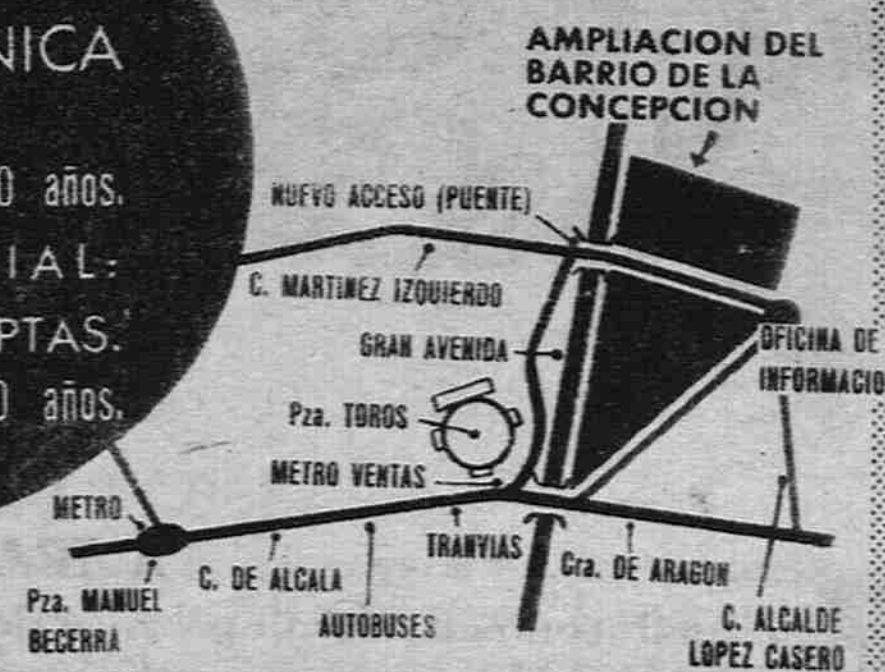 NICA
0 años.
IAL:
PTAS.
0 años.
AMPLIACION DEL
BARRIO DE LA
CONCEPCION
NUEVO ACCESO (PUENTE)
C. MARTINEZ IZQUIERDO
GRAN AVENIDA
OFICINA DE
INFORMACIO
Pza. TOROS
METRO VENTAS
METRO
TRANVIAS
Cra. DE ARAGON
C. DE ALCALA
Pza. MANUEL
BECERRA
AUTOBUSES
C. ALCALDE
LOPEZ CASERO